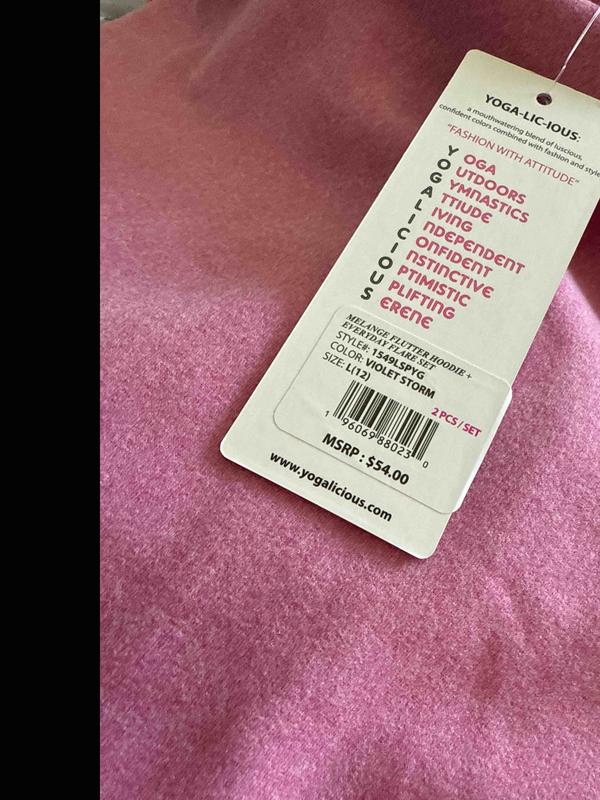 YOGA-LIC-IOUS:
a mouthwatering blend of luscious,
confident colors combined with fashion and style
"FASHION WITH ATTITUDE"
YOGA
OUTDOORS
GYMNASTICS
ATTIUDE
LIVING
INDEPENDENT
CONFIDENT
INSTINCTIVE
OPTIMISTIC
UPLIFTING
SERENE
MELANGE FLUTTER HOODIE +
EVERYDAY FLARE SET
STYLE#: 1549LSPYG
COLOR: VIOLET STORM
SIZE: L(12)
2 PCS / SET
1 96069 88023 0
MSRP : $54.00
www.yogalicious.com